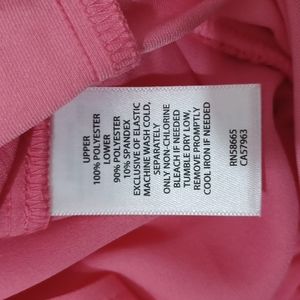 UPPER
100% POLYESTER
LOWER
90% POLYESTER
10% SPANDEX
EXCLUSIVE OF ELASTIC
MACHINE WASH COLD,
SEPARATELY
ONLY NON-CHLORINE
BLEACH IF NEEDED
TUMBLE DRY LOW,
REMOVE PROMPTLY
COOL IRON IF NEEDED
RN58665
CA57963